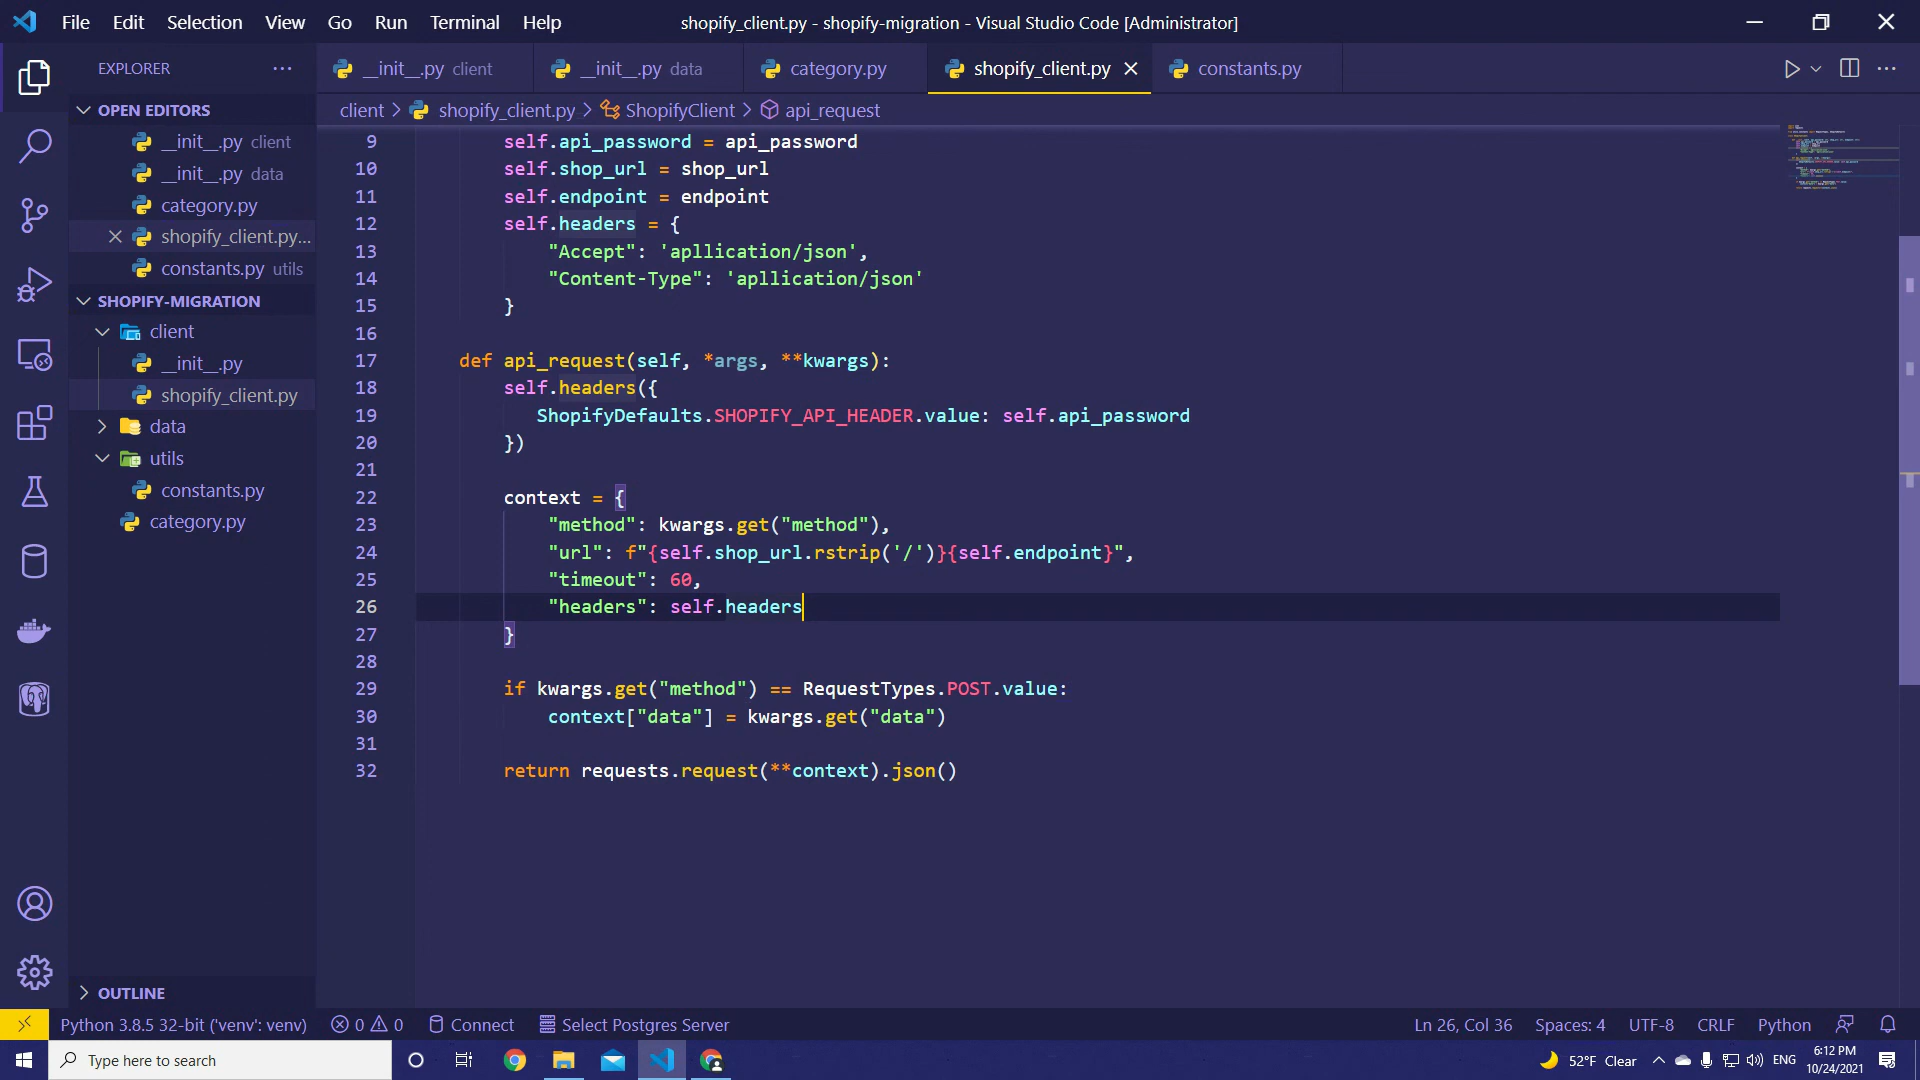 File Edit Selection View Go Run Terminal Help
shopify_client.py - shopify-migration - Visual Studio Code [Administrator]
EXPLORER
__init__.py client
__init__.py data
category.py
shopify_client.py
constants.py
OPEN EDITORS
__init__.py client
__init__.py data
category.py
shopify_client.py...
constants.py utils
SHOPIFY-MIGRATION
client
__init__.py
shopify_client.py
data
utils
constants.py
category.py
OUTLINE
client > shopify_client.py > ShopifyClient > api_request
9 self.api_password = api_password
10 self.shop_url = shop_url
11 self.endpoint = endpoint
12 self.headers = {
13 "Accept": 'apllication/json',
14 "Content-Type": 'apllication/json'
15 }
16
17 def api_request(self, *args, **kwargs):
18 self.headers({
19 ShopifyDefaults.SHOPIFY_API_HEADER.value: self.api_password
20 })
21
22 context = {
23 "method": kwargs.get("method"),
24 "url": f"{self.shop_url.rstrip('/')}{self.endpoint}",
25 "timeout": 60,
26 "headers": self.headers
27 }
28
29 if kwargs.get("method") == RequestTypes.POST.value:
30 context["data"] = kwargs.get("data")
31
32 return requests.request(**context).json()
Python 3.8.5 32-bit ('venv': venv) 0 0 Connect Select Postgres Server
Ln 26, Col 36 Spaces: 4 UTF-8 CRLF Python
Type here to search
52°F Clear ENG
6:12 PM
10/24/2021